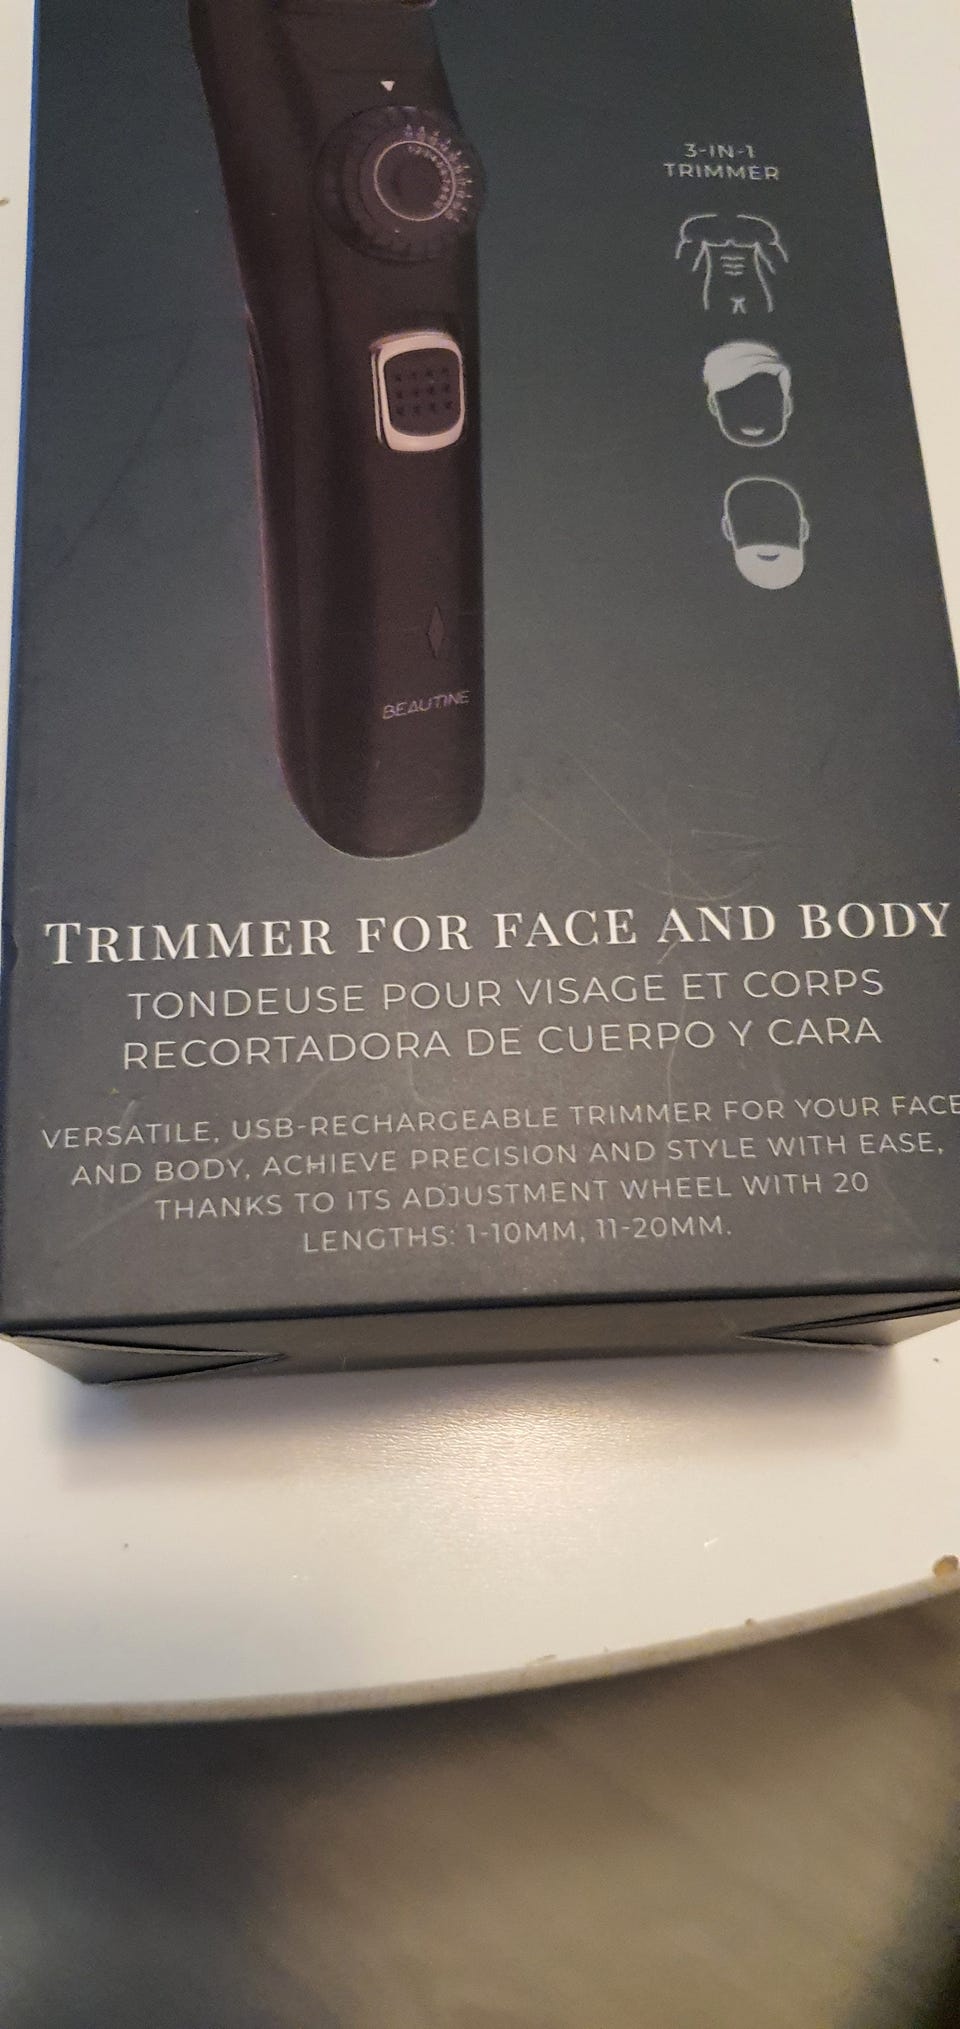 3-IN-1
TRIMMER
BEAUTINE
TRIMMER FOR FACE AND BODY
TONDEUSE POUR VISAGE ET CORPS
RECORTADORA DE CUERPO Y CARA
VERSATILE, USB-RECHARGEABLE TRIMMER FOR YOUR FACE
AND BODY, ACHIEVE PRECISION AND STYLE WITH EASE,
THANKS TO ITS ADJUSTMENT WHEEL WITH 20
LENGTHS: 1-10MM, 11-20MM.